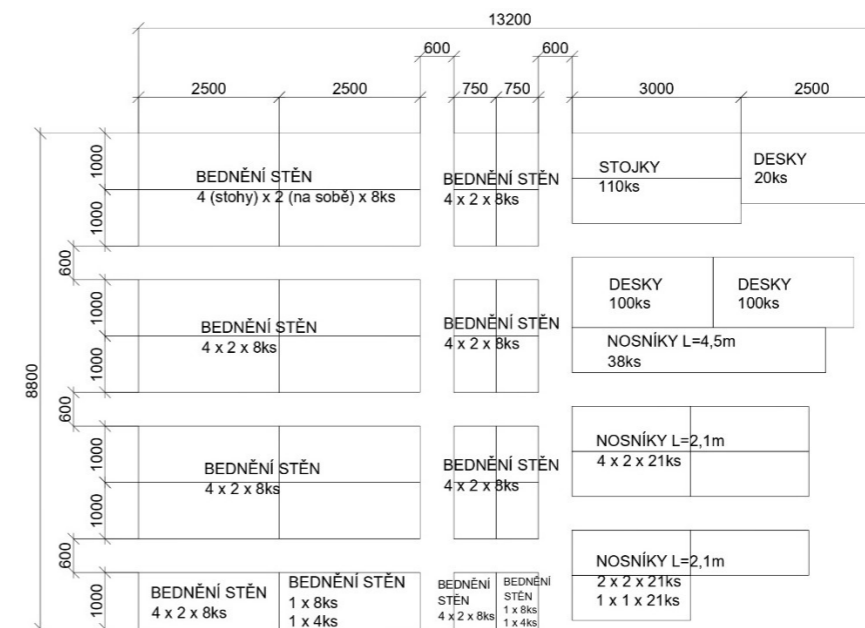 13200
600
600
2500
2500
750
750
3000
2500
8800
1000
1000
600
1000
1000
600
1000
1000
600
1000
BEDNĚNÍ STĚN
4 (stohy) x 2 (na sobě) x 8ks
BEDNĚNÍ STĚN
4 x 2 x 8ks
STOJKY
110ks
DESKY
20ks
BEDNĚNÍ STĚN
4 x 2 x 8ks
BEDNĚNÍ STĚN
4 x 2 x 8ks
DESKY
100ks
DESKY
100ks
NOSNÍKY L=4,5m
38ks
BEDNĚNÍ STĚN
4 x 2 x 8ks
BEDNĚNÍ STĚN
4 x 2 x 8ks
NOSNÍKY L=2,1m
4 x 2 x 21ks
BEDNĚNÍ STĚN
4 x 2 x 8ks
BEDNĚNÍ STĚN
1 x 8ks
1 x 4ks
BEDNĚNÍ
STĚN
4 x 2 x 8ks
BEDNĚNÍ
STĚN
1 x 8ks
1 x 4ks
NOSNÍKY L=2,1m
2 x 2 x 21ks
1 x 1 x 21ks